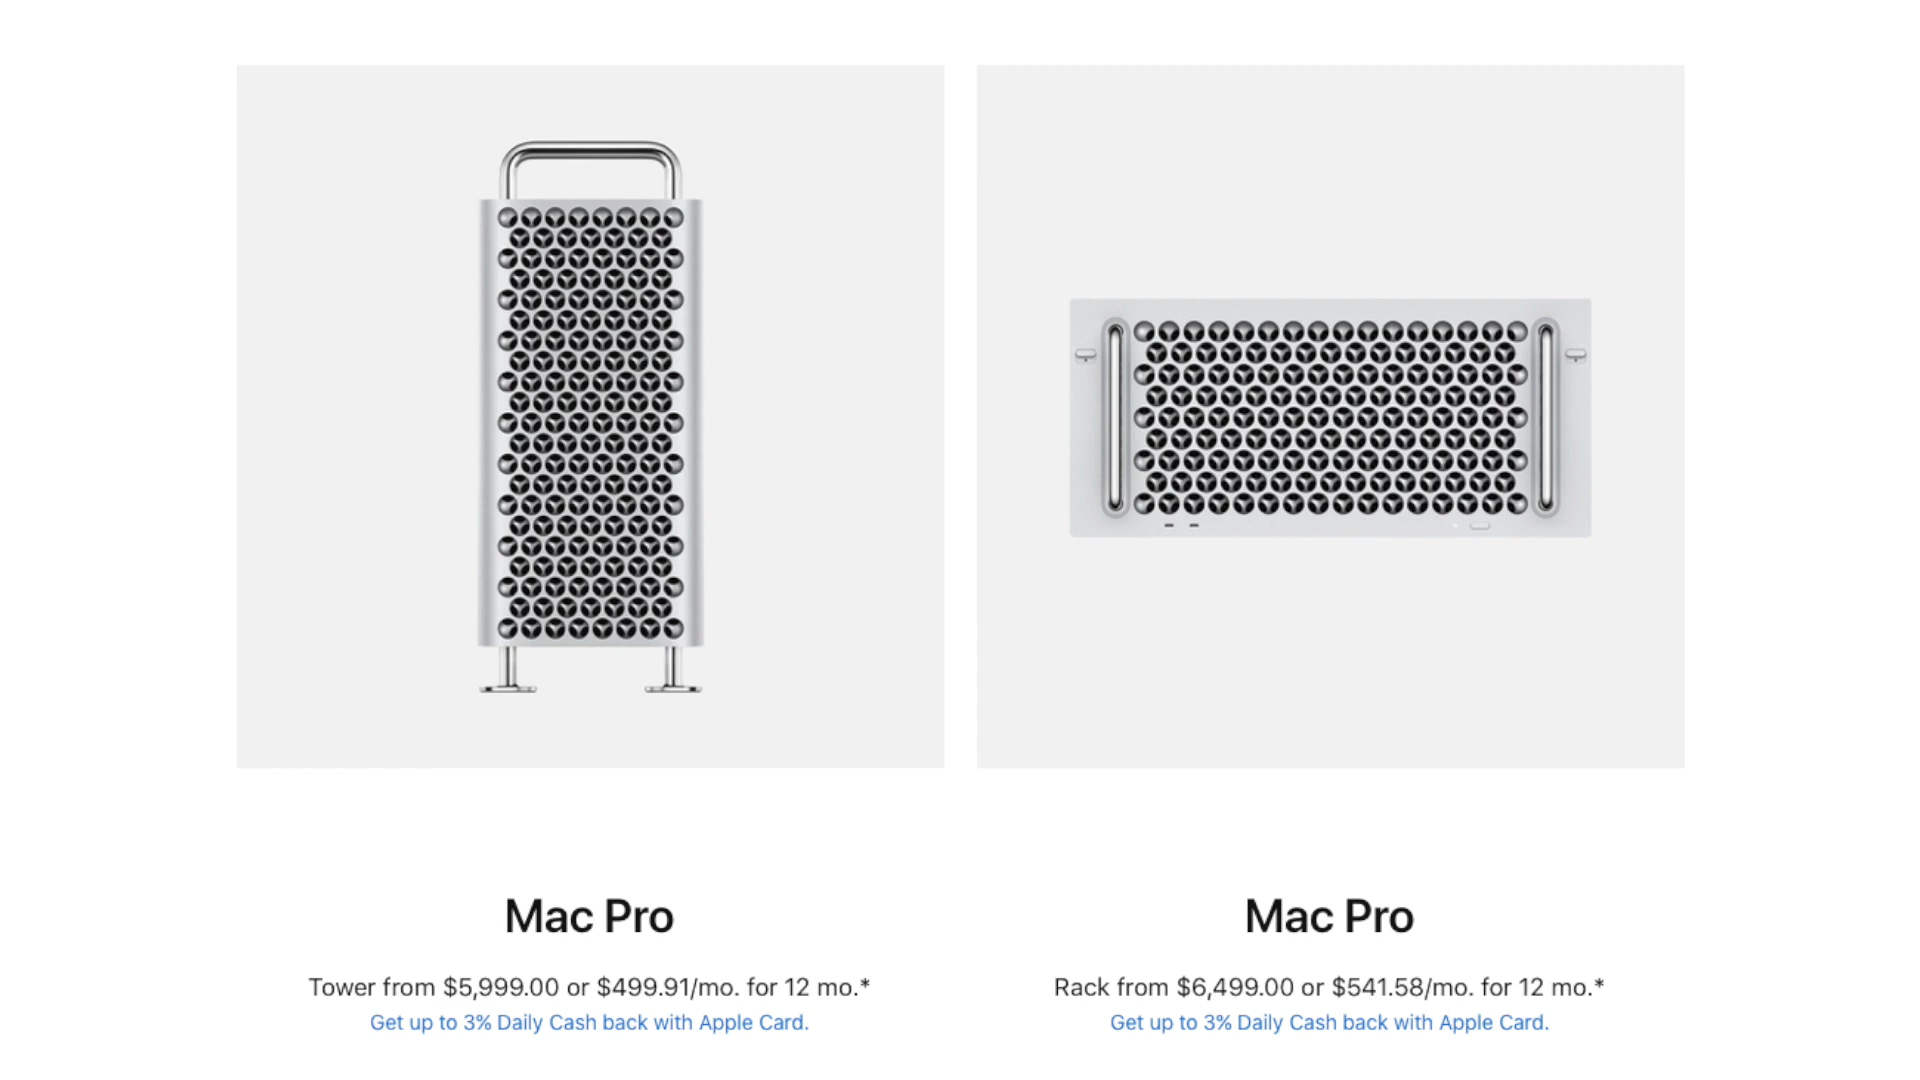 Mac Pro
Tower from $5,999.00 or $499.91/mo. for 12 mo.*
Get up to 3% Daily Cash back with Apple Card.
Mac Pro
Rack from $6,499.00 or $541.58/mo. for 12 mo.*
Get up to 3% Daily Cash back with Apple Card.